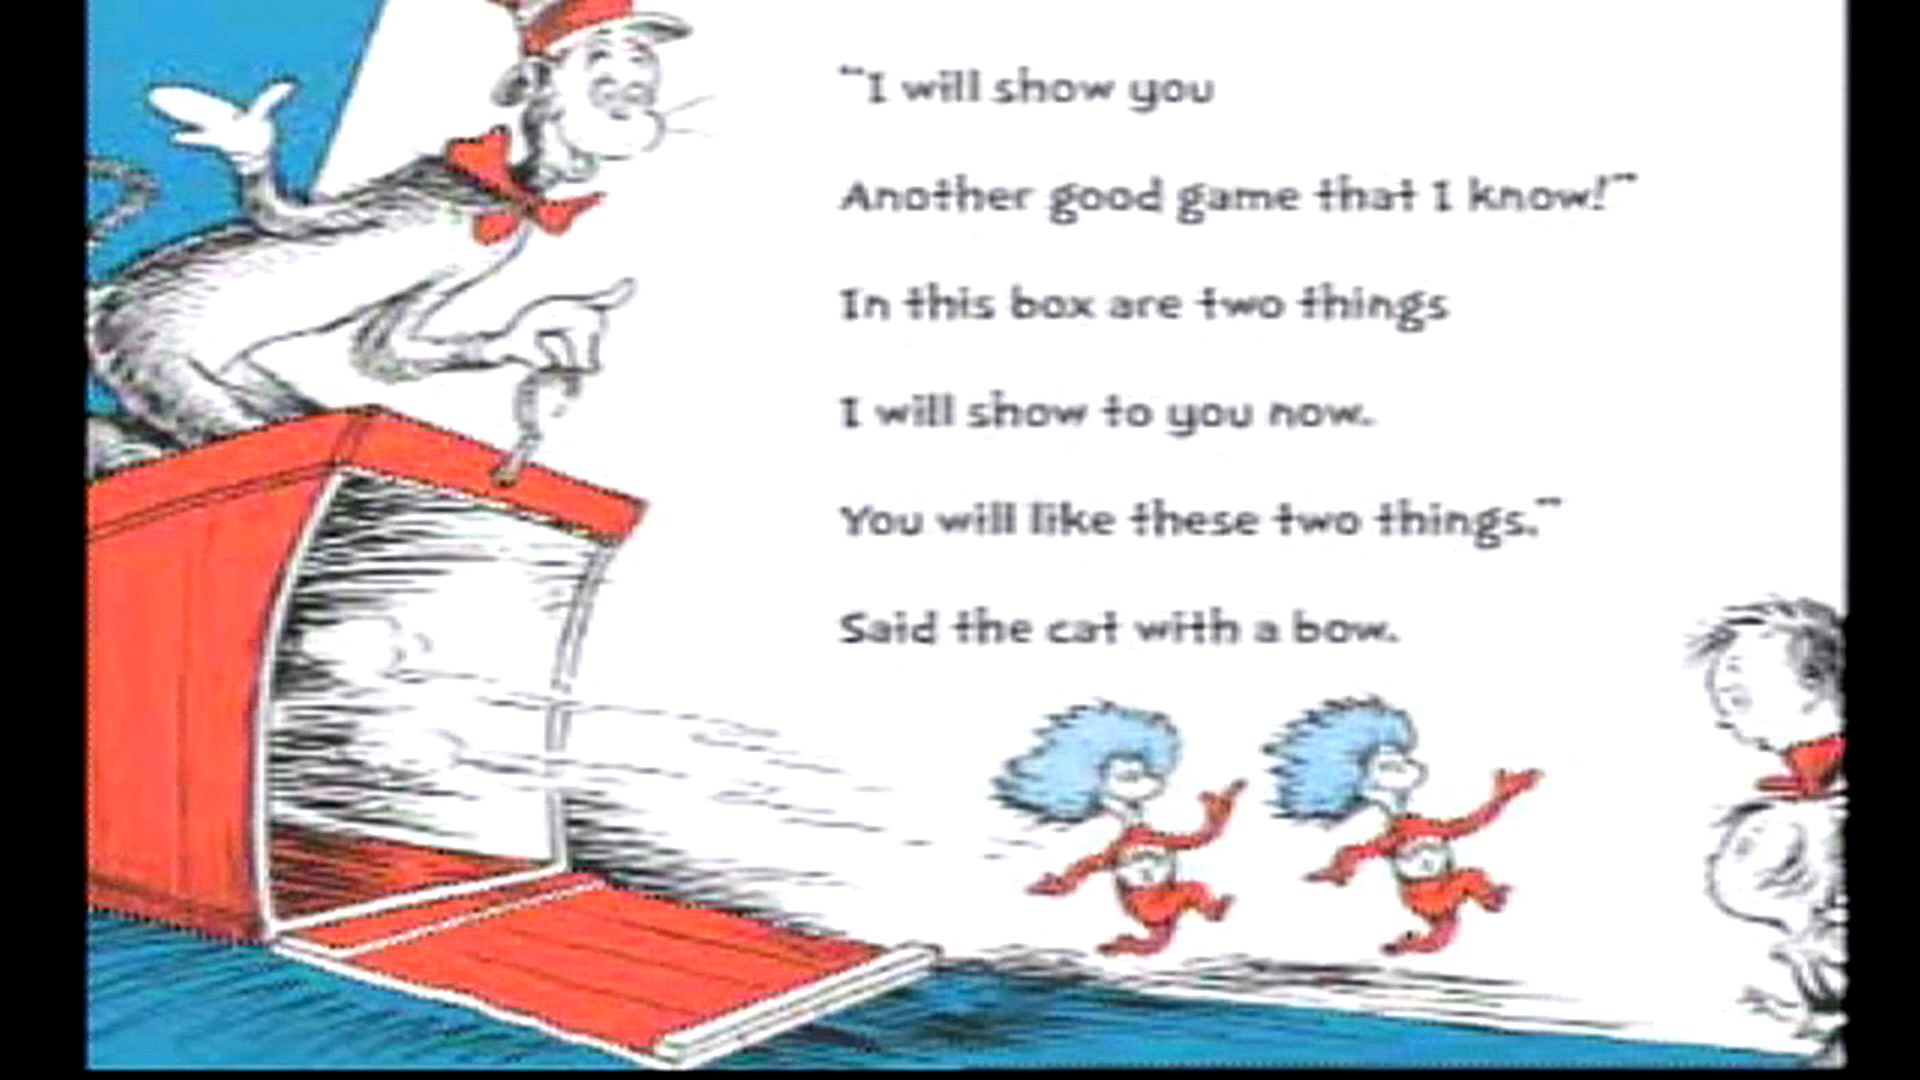 "I will show you
Another good game that I know!"
In this box are two things
I will show to you now.
You will like these two things."
Said the cat with a bow.